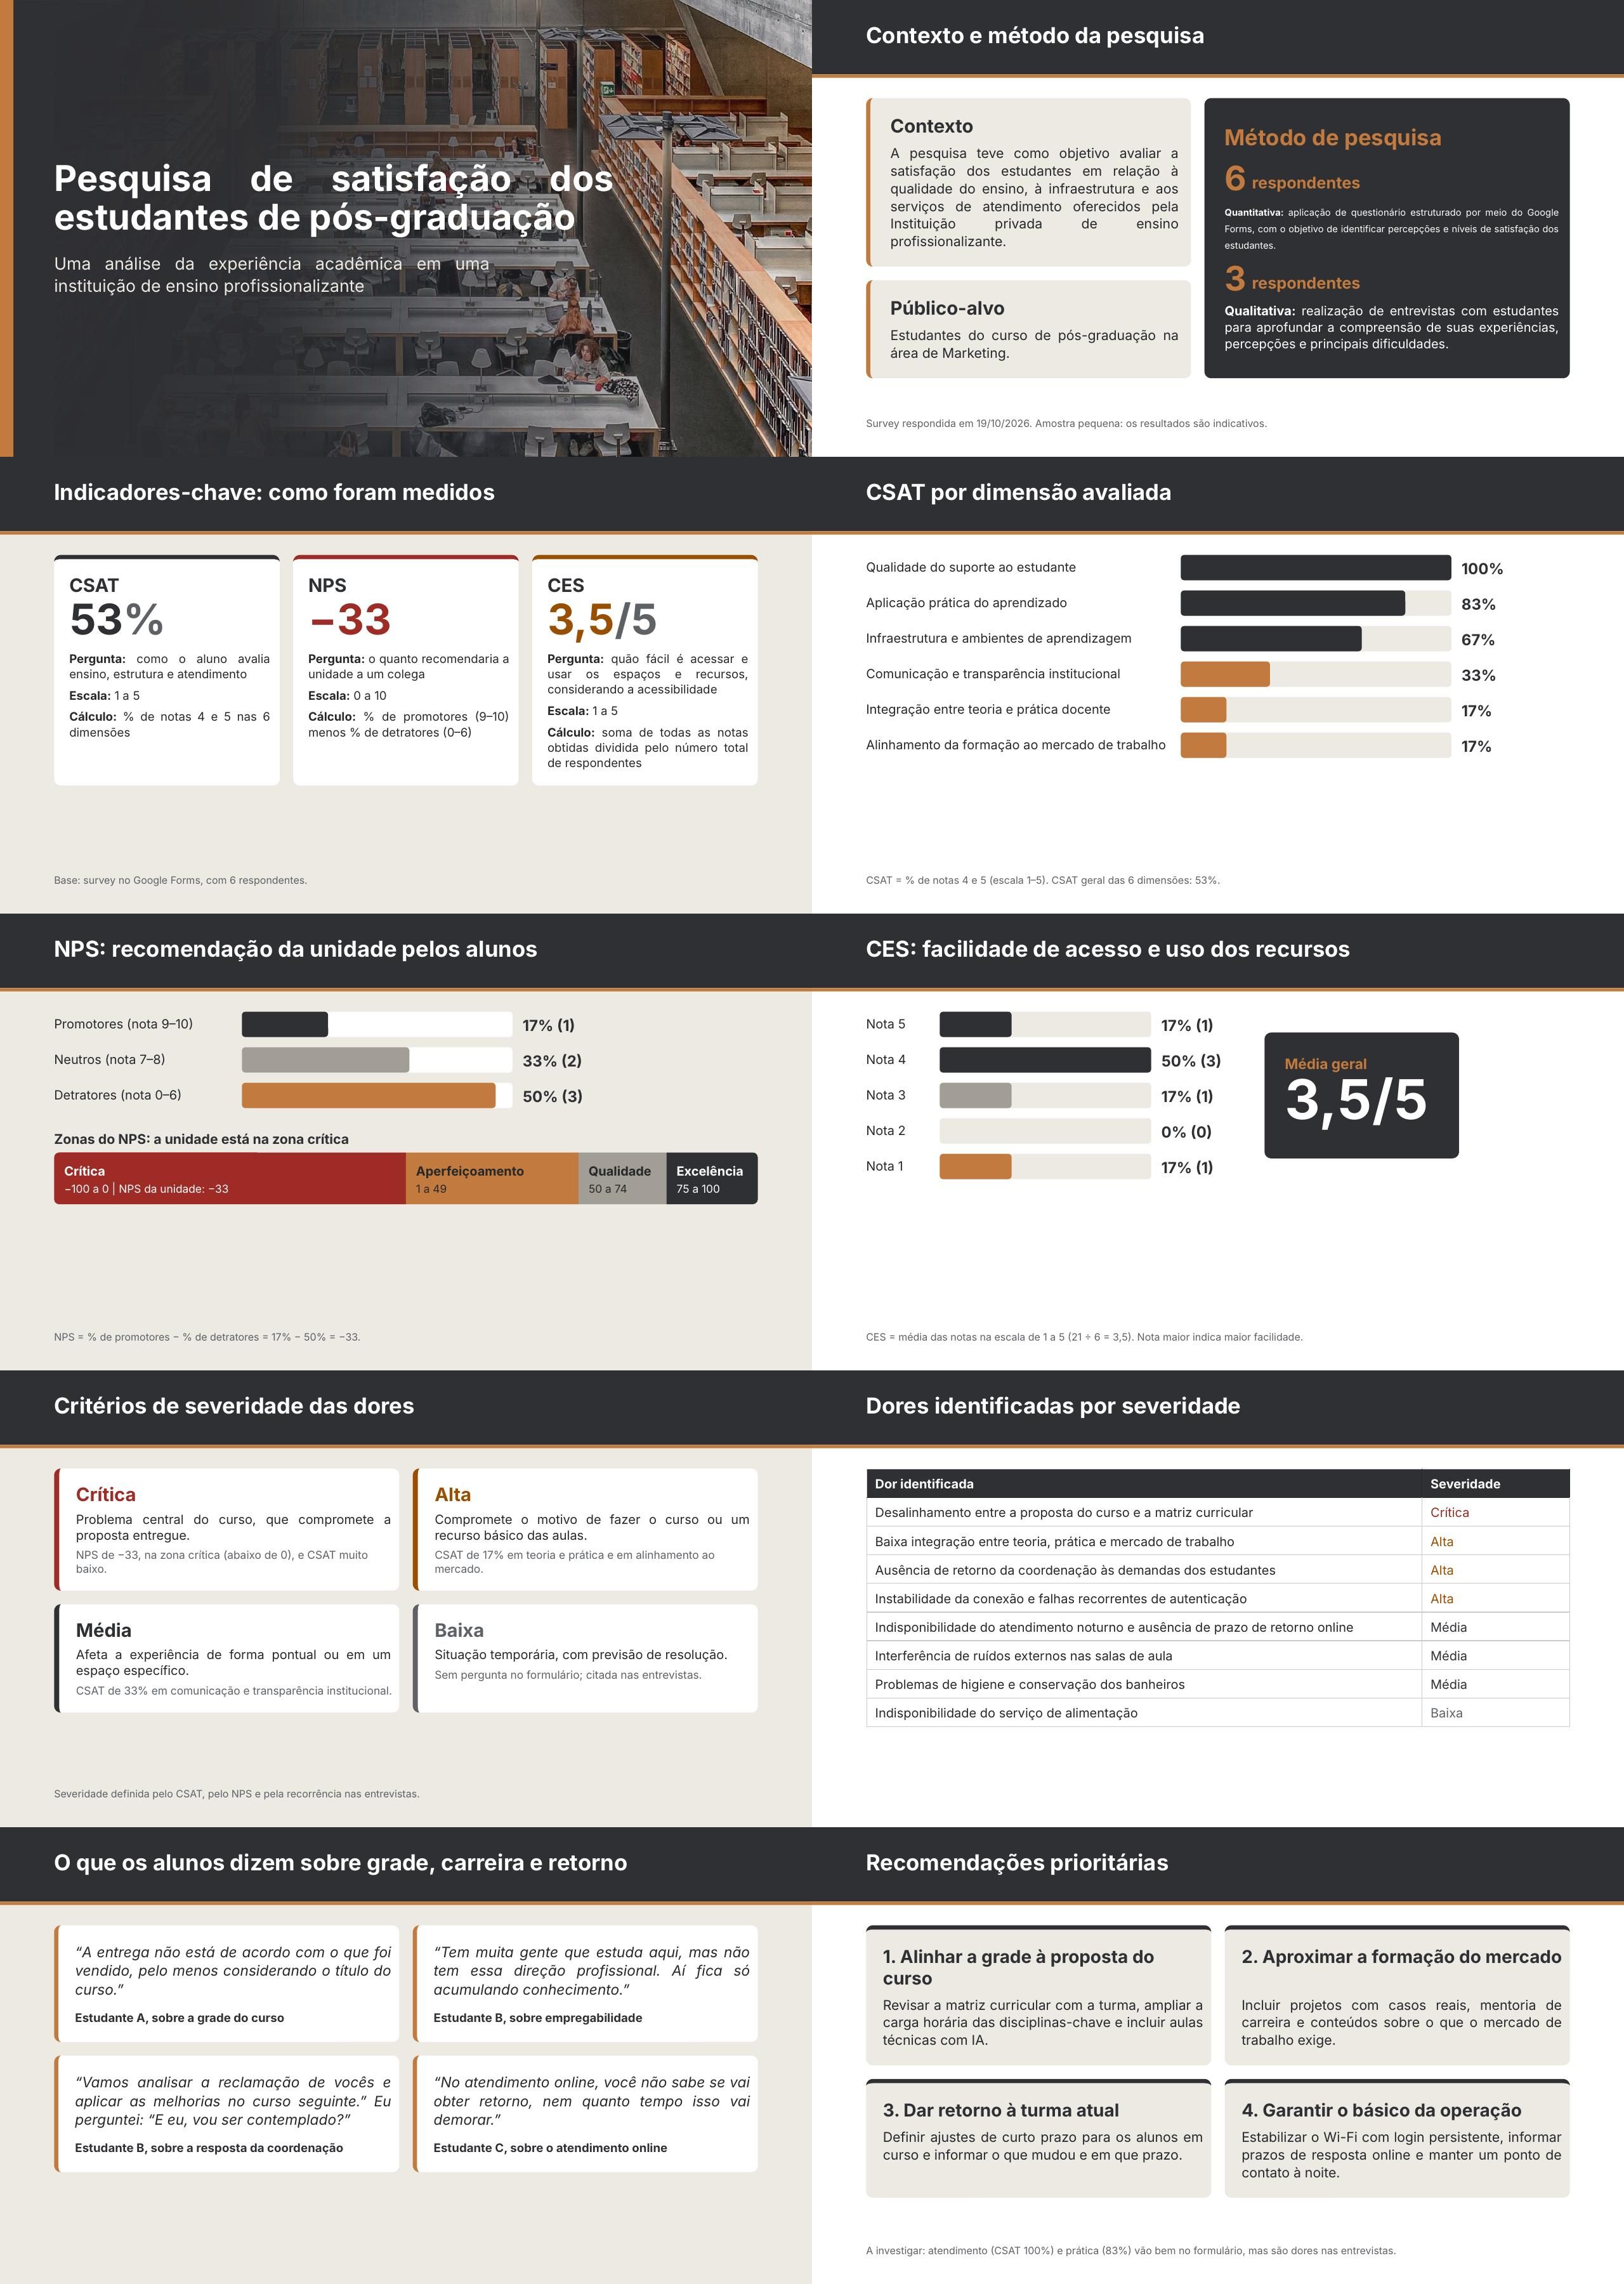 Pesquisa de satisfação dos
estudantes de pós-graduação
Uma análise da experiência acadêmica em uma
instituição de ensino profissionalizante
Contexto e método da pesquisa
Contexto
A pesquisa teve como objetivo avaliar a
satisfação dos estudantes em relação à
qualidade do ensino, à infraestrutura e aos
serviços de atendimento oferecidos pela
Instituição privada de ensino
profissionalizante.
Público-alvo
Estudantes do curso de pós-graduação na
área de Marketing.
Método de pesquisa
6 respondentes
Quantitativa: aplicação de questionário estruturado por meio do Google
Forms, com o objetivo de identificar percepções e níveis de satisfação dos
estudantes.
3 respondentes
Qualitativa: realização de entrevistas com estudantes
para aprofundar a compreensão de suas experiências,
percepções e principais dificuldades.
Survey respondida em 19/10/2026. Amostra pequena: os resultados são indicativos.
Indicadores-chave: como foram medidos
CSAT
53%
Pergunta: como o aluno avalia
ensino, estrutura e atendimento
Escala: 1 a 5
Cálculo: % de notas 4 e 5 nas 6
dimensões
NPS
−33
Pergunta: o quanto recomendaria a
unidade a um colega
Escala: 0 a 10
Cálculo: % de promotores (9–10)
menos % de detratores (0–6)
CES
3,5/5
Pergunta: quão fácil é acessar e
usar os espaços e recursos,
considerando a acessibilidade
Escala: 1 a 5
Cálculo: soma de todas as notas
obtidas dividida pelo número total
de respondentes
Base: survey no Google Forms, com 6 respondentes.
CSAT por dimensão avaliada
Qualidade do suporte ao estudante 100%
Aplicação prática do aprendizado 83%
Infraestrutura e ambientes de aprendizagem 67%
Comunicação e transparência institucional 33%
Integração entre teoria e prática docente 17%
Alinhamento da formação ao mercado de trabalho 17%
CSAT = % de notas 4 e 5 (escala 1–5). CSAT geral das 6 dimensões: 53%.
NPS: recomendação da unidade pelos alunos
Promotores (nota 9–10) 17% (1)
Neutros (nota 7–8) 33% (2)
Detratores (nota 0–6) 50% (3)
Zonas do NPS: a unidade está na zona crítica
Crítica
−100 a 0 | NPS da unidade: −33
Aperfeiçoamento
1 a 49
Qualidade
50 a 74
Excelência
75 a 100
NPS = % de promotores − % de detratores = 17% − 50% = −33.
CES: facilidade de acesso e uso dos recursos
Nota 5 17% (1)
Nota 4 50% (3)
Nota 3 17% (1)
Nota 2 0% (0)
Nota 1 17% (1)
Média geral
3,5/5
CES = média das notas na escala de 1 a 5 (21 ÷ 6 = 3,5). Nota maior indica maior facilidade.
Critérios de severidade das dores
Crítica
Problema central do curso, que compromete a
proposta entregue.
NPS de −33, na zona crítica (abaixo de 0), e CSAT muito
baixo.
Alta
Compromete o motivo de fazer o curso ou um
recurso básico das aulas.
CSAT de 17% em teoria e prática e em alinhamento ao
mercado.
Média
Afeta a experiência de forma pontual ou em um
espaço específico.
CSAT de 33% em comunicação e transparência institucional.
Baixa
Situação temporária, com previsão de resolução.
Sem pergunta no formulário; citada nas entrevistas.
Severidade definida pelo CSAT, pelo NPS e pela recorrência nas entrevistas.
Dores identificadas por severidade
Dor identificada Severidade
Desalinhamento entre a proposta do curso e a matriz curricular Crítica
Baixa integração entre teoria, prática e mercado de trabalho Alta
Ausência de retorno da coordenação às demandas dos estudantes Alta
Instabilidade da conexão e falhas recorrentes de autenticação Alta
Indisponibilidade do atendimento noturno e ausência de prazo de retorno online Média
Interferência de ruídos externos nas salas de aula Média
Problemas de higiene e conservação dos banheiros Média
Indisponibilidade do serviço de alimentação Baixa
O que os alunos dizem sobre grade, carreira e retorno
“A entrega não está de acordo com o que foi
vendido, pelo menos considerando o título do
curso.”
Estudante A, sobre a grade do curso
“Tem muita gente que estuda aqui, mas não
tem essa direção profissional. Aí fica só
acumulando conhecimento.”
Estudante B, sobre empregabilidade
“Vamos analisar a reclamação de vocês e
aplicar as melhorias no curso seguinte.” Eu
perguntei: “E eu, vou ser contemplado?”
Estudante B, sobre a resposta da coordenação
“No atendimento online, você não sabe se vai
obter retorno, nem quanto tempo isso vai
demorar.”
Estudante C, sobre o atendimento online
Recomendações prioritárias
1. Alinhar a grade à proposta do
curso
Revisar a matriz curricular com a turma, ampliar a
carga horária das disciplinas-chave e incluir aulas
técnicas com IA.
2. Aproximar a formação do mercado
Incluir projetos com casos reais, mentoria de
carreira e conteúdos sobre o que o mercado de
trabalho exige.
3. Dar retorno à turma atual
Definir ajustes de curto prazo para os alunos em
curso e informar o que mudou e em que prazo.
4. Garantir o básico da operação
Estabilizar o Wi-Fi com login persistente, informar
prazos de resposta online e manter um ponto de
contato à noite.
A investigar: atendimento (CSAT 100%) e prática (83%) vão bem no formulário, mas são dores nas entrevistas.